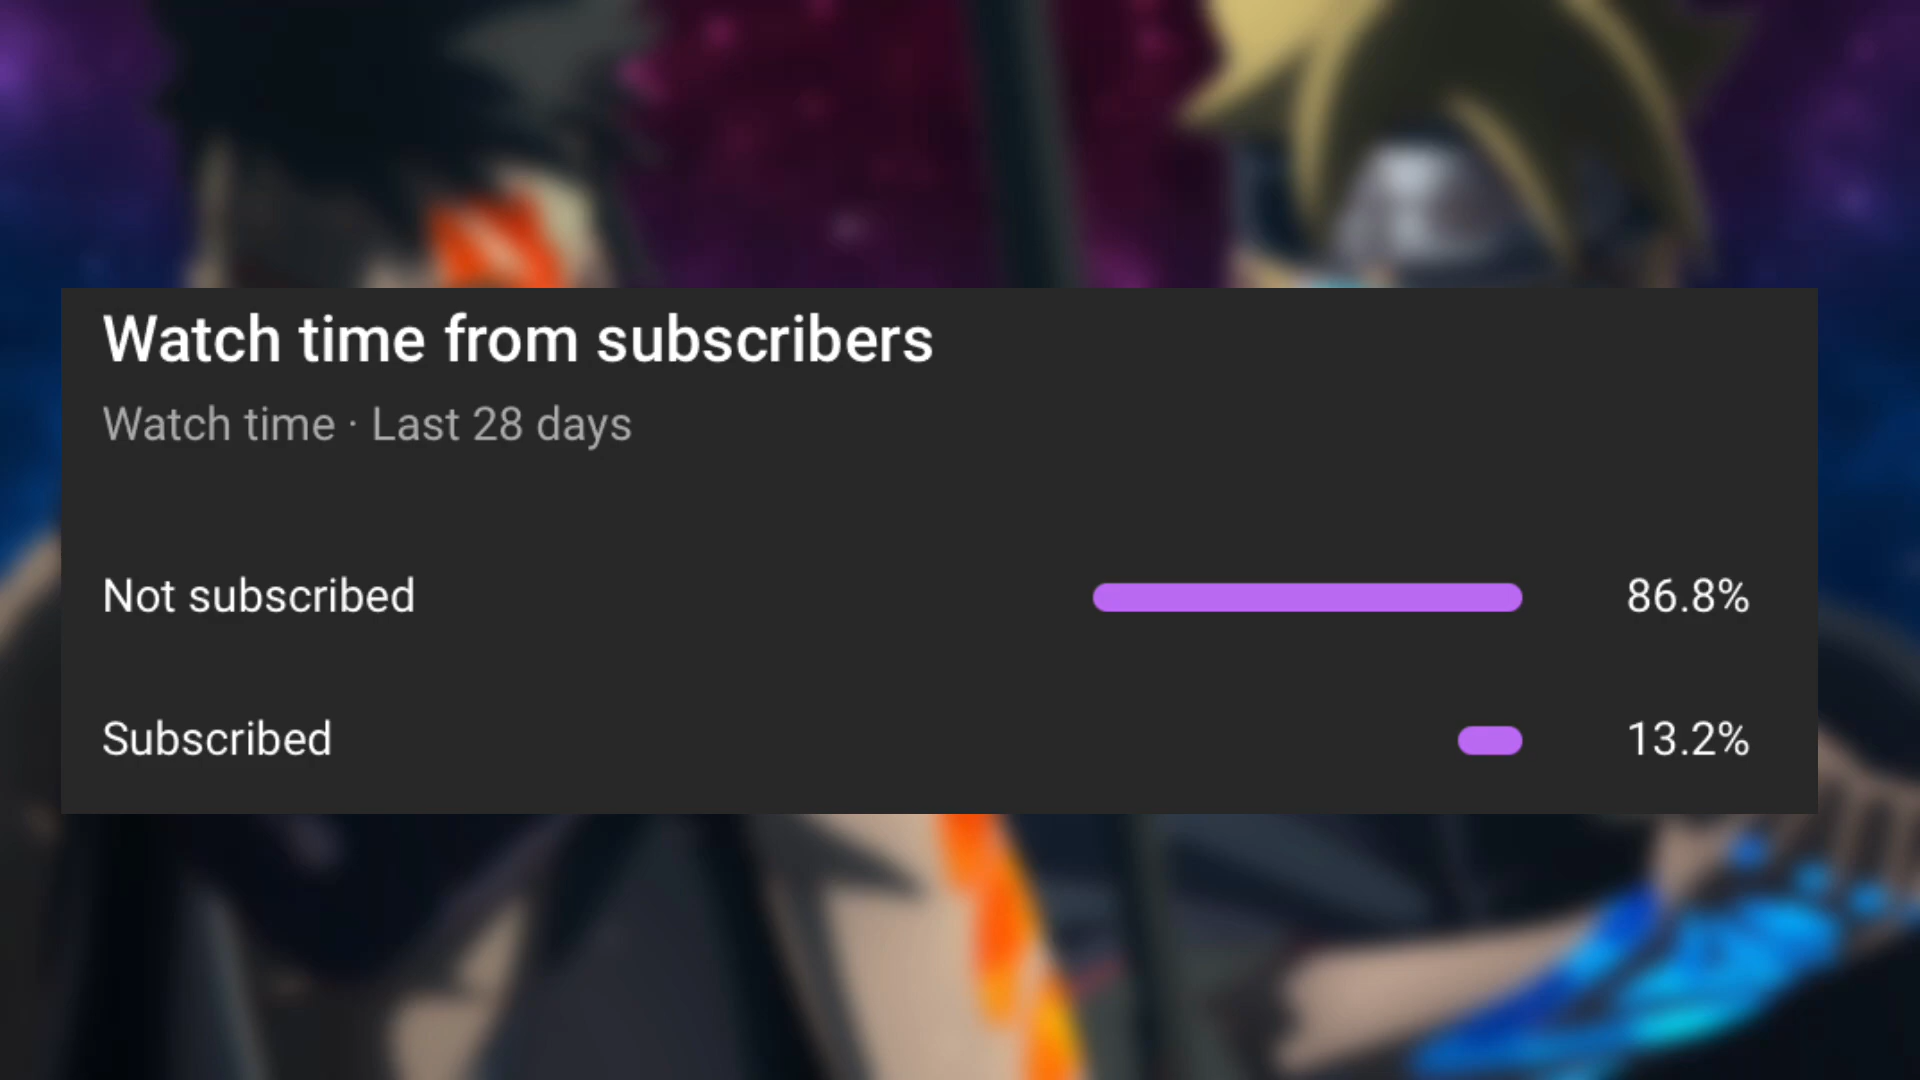 Watch time from subscribers
Watch time · Last 28 days
Not subscribed 86.8%
Subscribed 13.2%